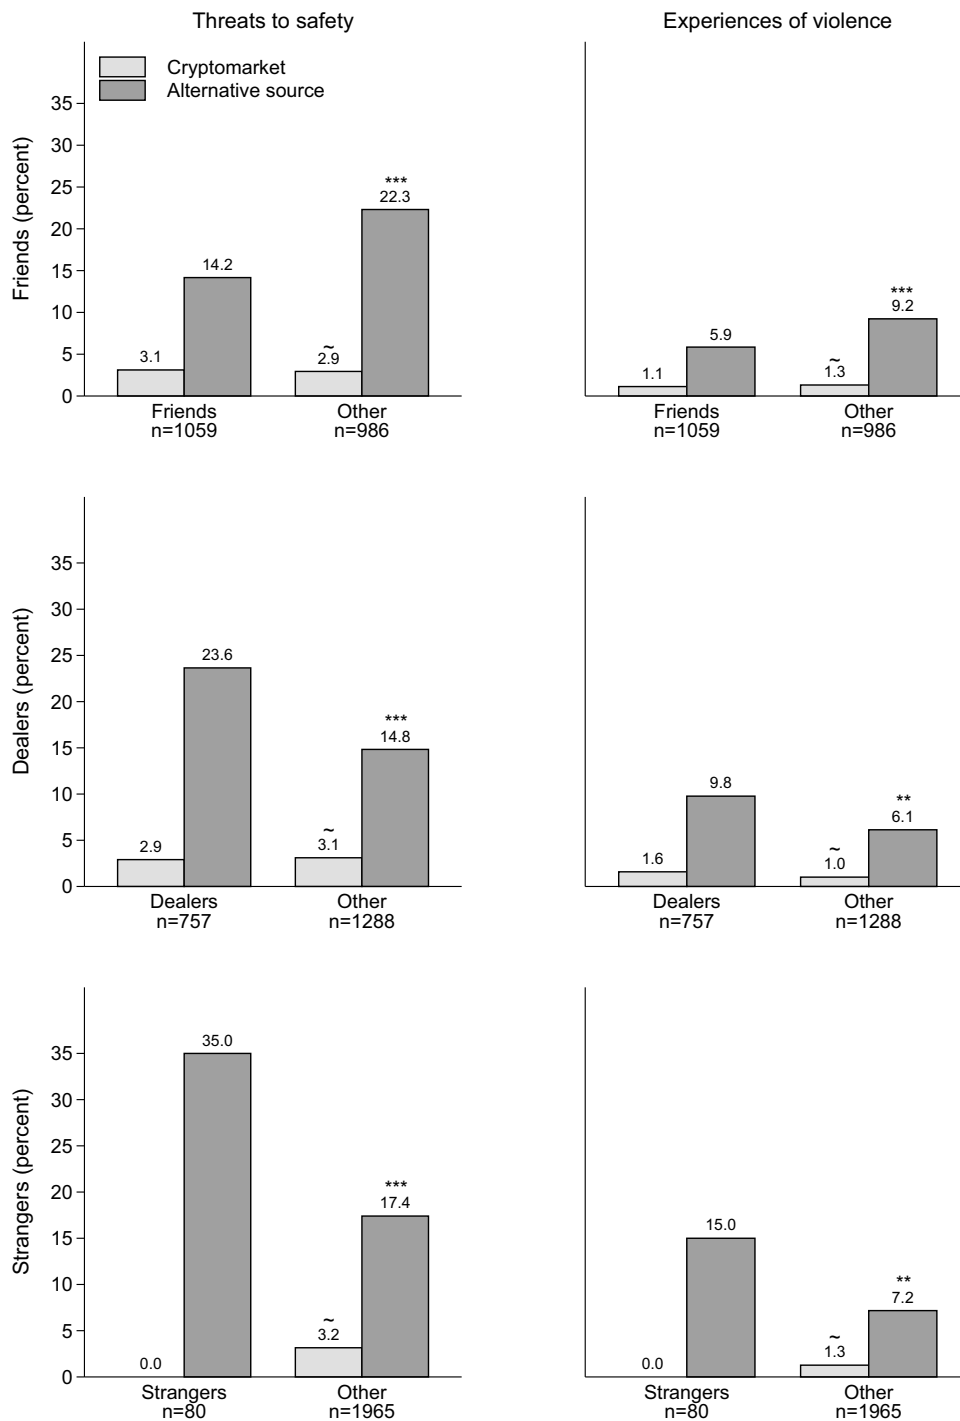 Threats to safety
Experiences of violence
Cryptomarket
Alternative source
Friends (percent)
35
30
25
20
15
10
5
0
3.1
14.2
~
2.9
***
22.3
Friends
n=1059
Other
n=986
1.1
5.9
~
1.3
***
9.2
Friends
n=1059
Other
n=986
Dealers (percent)
35
30
25
20
15
10
5
0
2.9
23.6
~
3.1
***
14.8
Dealers
n=757
Other
n=1288
1.6
9.8
~
1.0
**
6.1
Dealers
n=757
Other
n=1288
Strangers (percent)
35
30
25
20
15
10
5
0
0.0
35.0
~
3.2
***
17.4
Strangers
n=80
Other
n=1965
0.0
15.0
~
1.3
**
7.2
Strangers
n=80
Other
n=1965